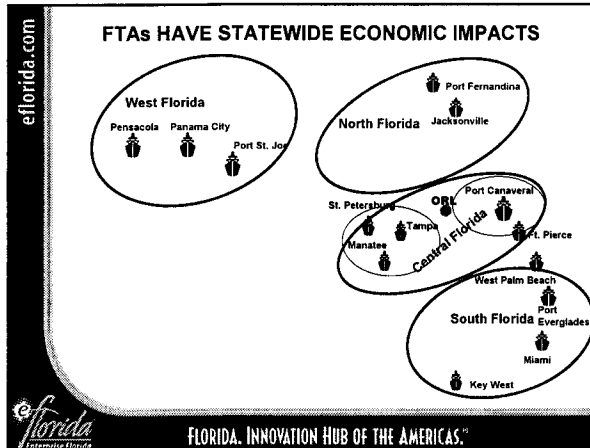 eflorida.com
FTAs HAVE STATEWIDE ECONOMIC IMPACTS
West Florida
Pensacola
Panama City
Port St. Joe
Port Fernandina
Jacksonville
North Florida
St. Petersburg
ORL
Port Canaveral
Tampa
Manatee
Central Florida
Ft. Pierce
West Palm Beach
South Florida
Port
Everglades
Miami
Key West
eflorida
Enterprise Florida
FLORIDA. INNOVATION HUB OF THE AMERICAS.